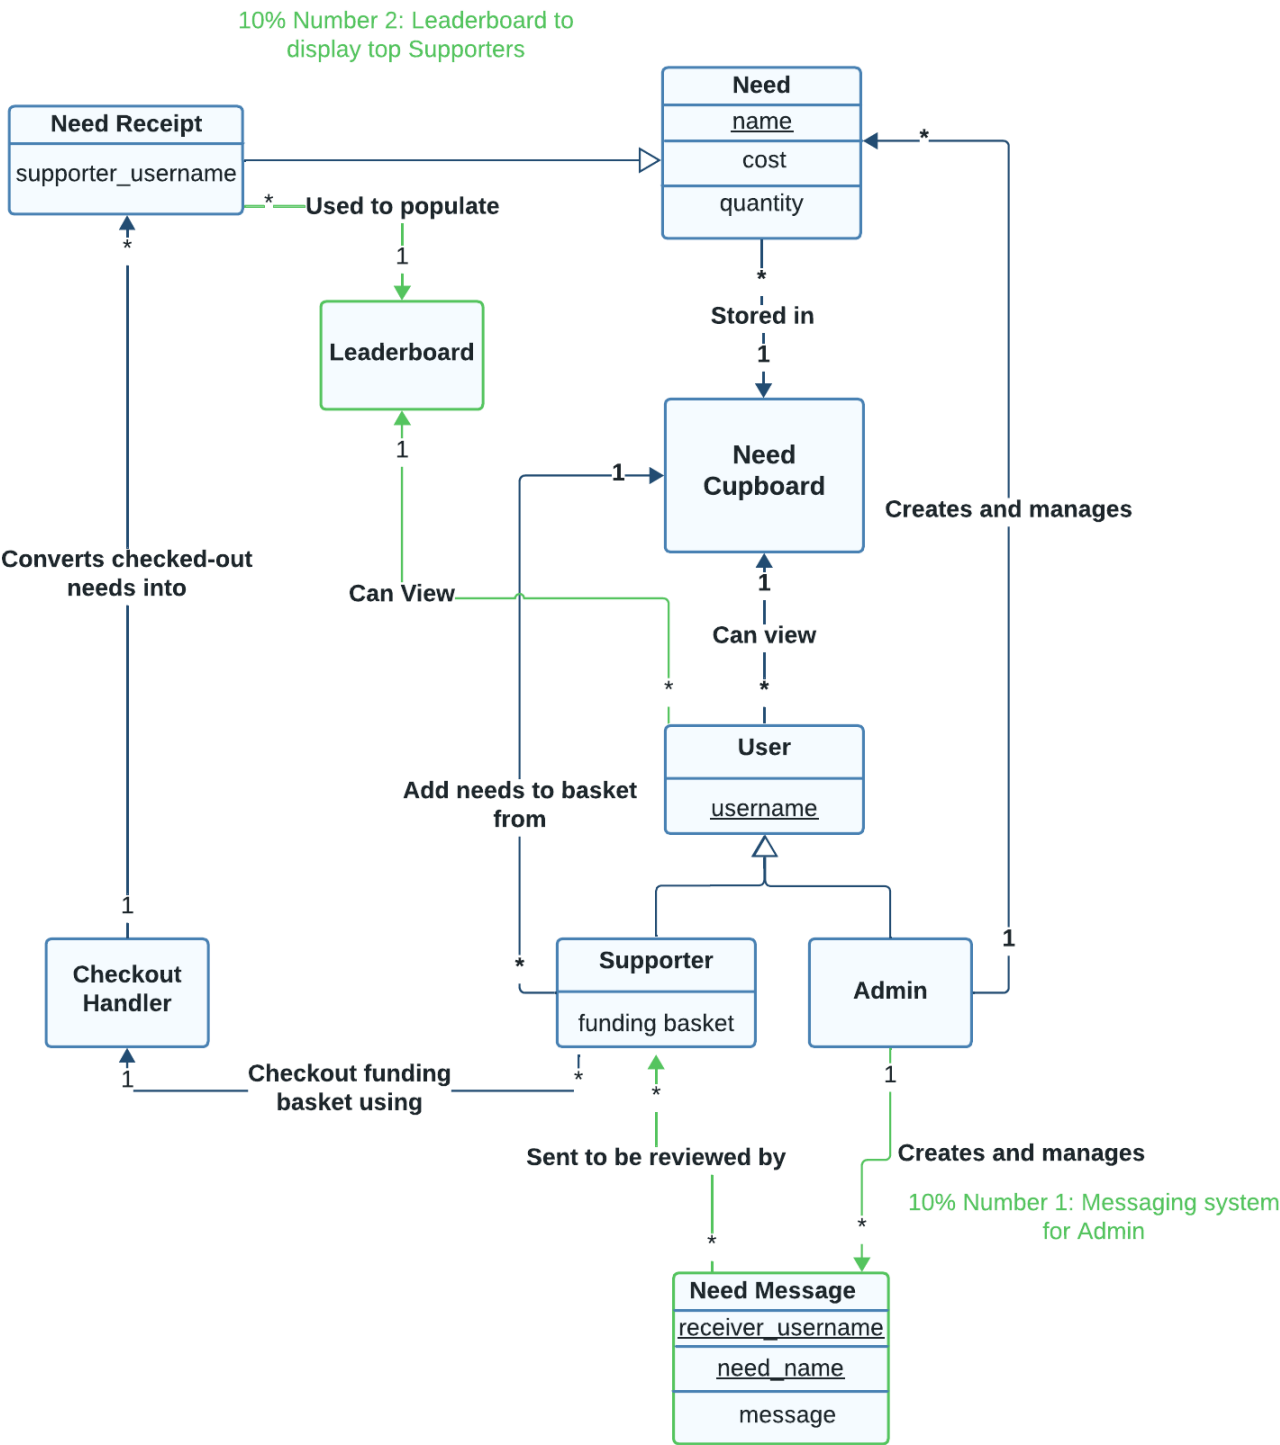 10% Number 2: Leaderboard to
display top Supporters
Need
name
cost
quantity
*
Need Receipt
supporter_username
*
Used to populate
1
*
*
Stored in
1
Leaderboard
1
Need
Cupboard
1
Creates and manages
Converts checked-out
needs into
Can View
1
Can view
*
*
User
username
Add needs to basket
from
1
*
1
Checkout
Handler
Supporter
funding basket
Admin
1
Checkout funding
basket using
*
*
1
Sent to be reviewed by
Creates and manages
10% Number 1: Messaging system
for Admin
*
*
Need Message
receiver_username
need_name
message